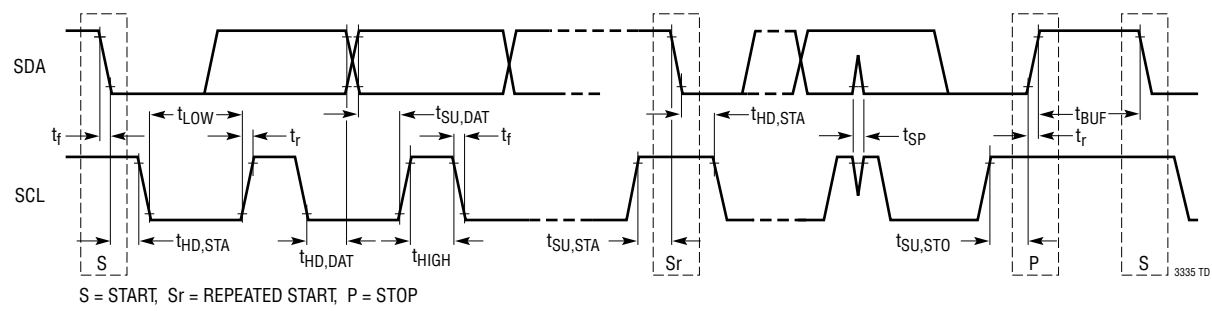 SDA
tLOW
tSU,DAT
tHD,STA
tBUF
tf
tr
tf
tSP
tr
SCL
tHD,STA
tHD,DAT
tHIGH
tSU,STA
tSU,STO
S
Sr
P
S
3335 TD
S = START, Sr = REPEATED START, P = STOP